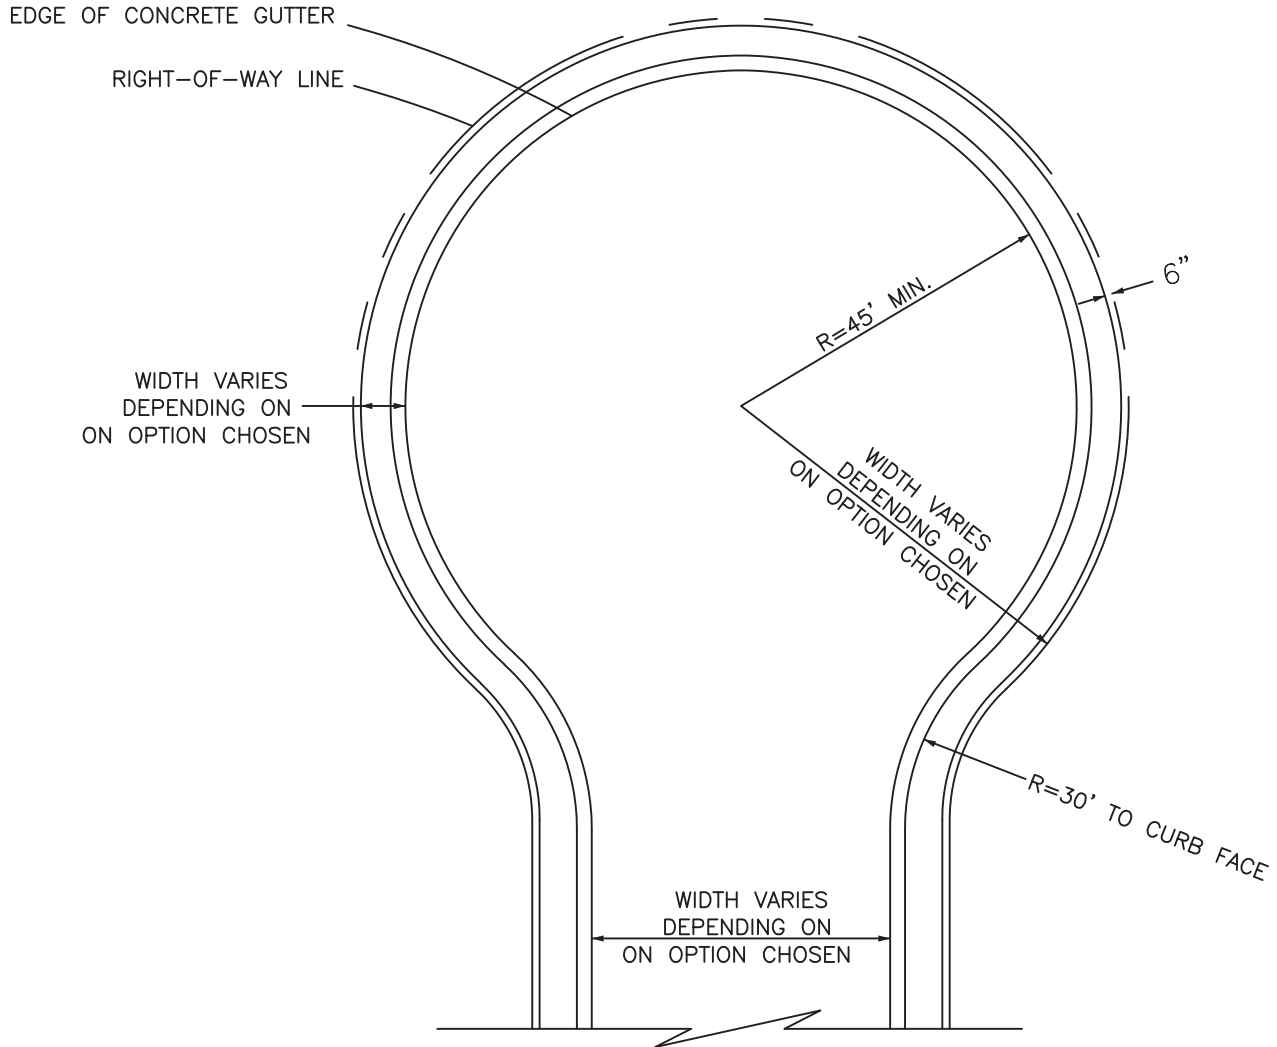 EDGE OF CONCRETE GUTTER
RIGHT-OF-WAY LINE
6"
R=45' MIN.
WIDTH VARIES
DEPENDING ON
ON OPTION CHOSEN
WIDTH VARIES
DEPENDING ON
ON OPTION CHOSEN
R=30' TO CURB FACE
WIDTH VARIES
DEPENDING ON
ON OPTION CHOSEN